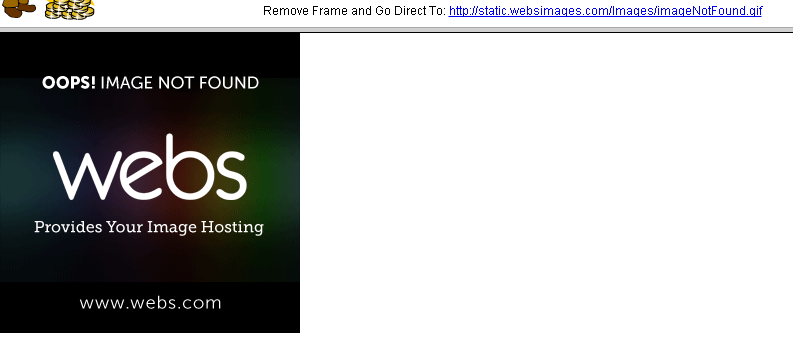 Remove Frame and Go Direct To: http://static.websimages.com/Images/imageNotFound.gif
OOPS! IMAGE NOT FOUND
webs
Provides Your Image Hosting
www.webs.com